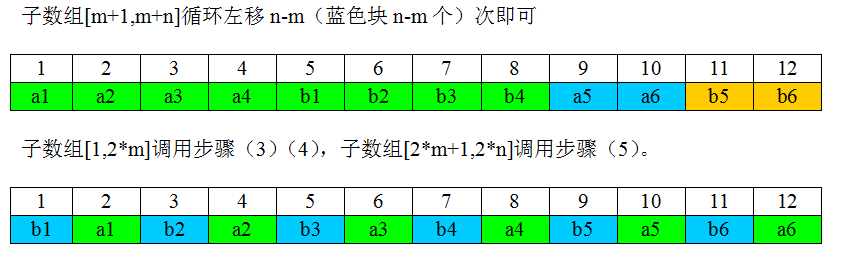 子数组[m+1,m+n]循环左移 n-m（蓝色块 n-m 个）次即可
1 2 3 4 5 6 7 8 9 10 11 12
a1 a2 a3 a4 b1 b2 b3 b4 a5 a6 b5 b6
子数组[1,2*m]调用步骤（3）（4），子数组[2*m+1,2*n]调用步骤（5）。
1 2 3 4 5 6 7 8 9 10 11 12
b1 a1 b2 a2 b3 a3 b4 a4 b5 a5 b6 a6